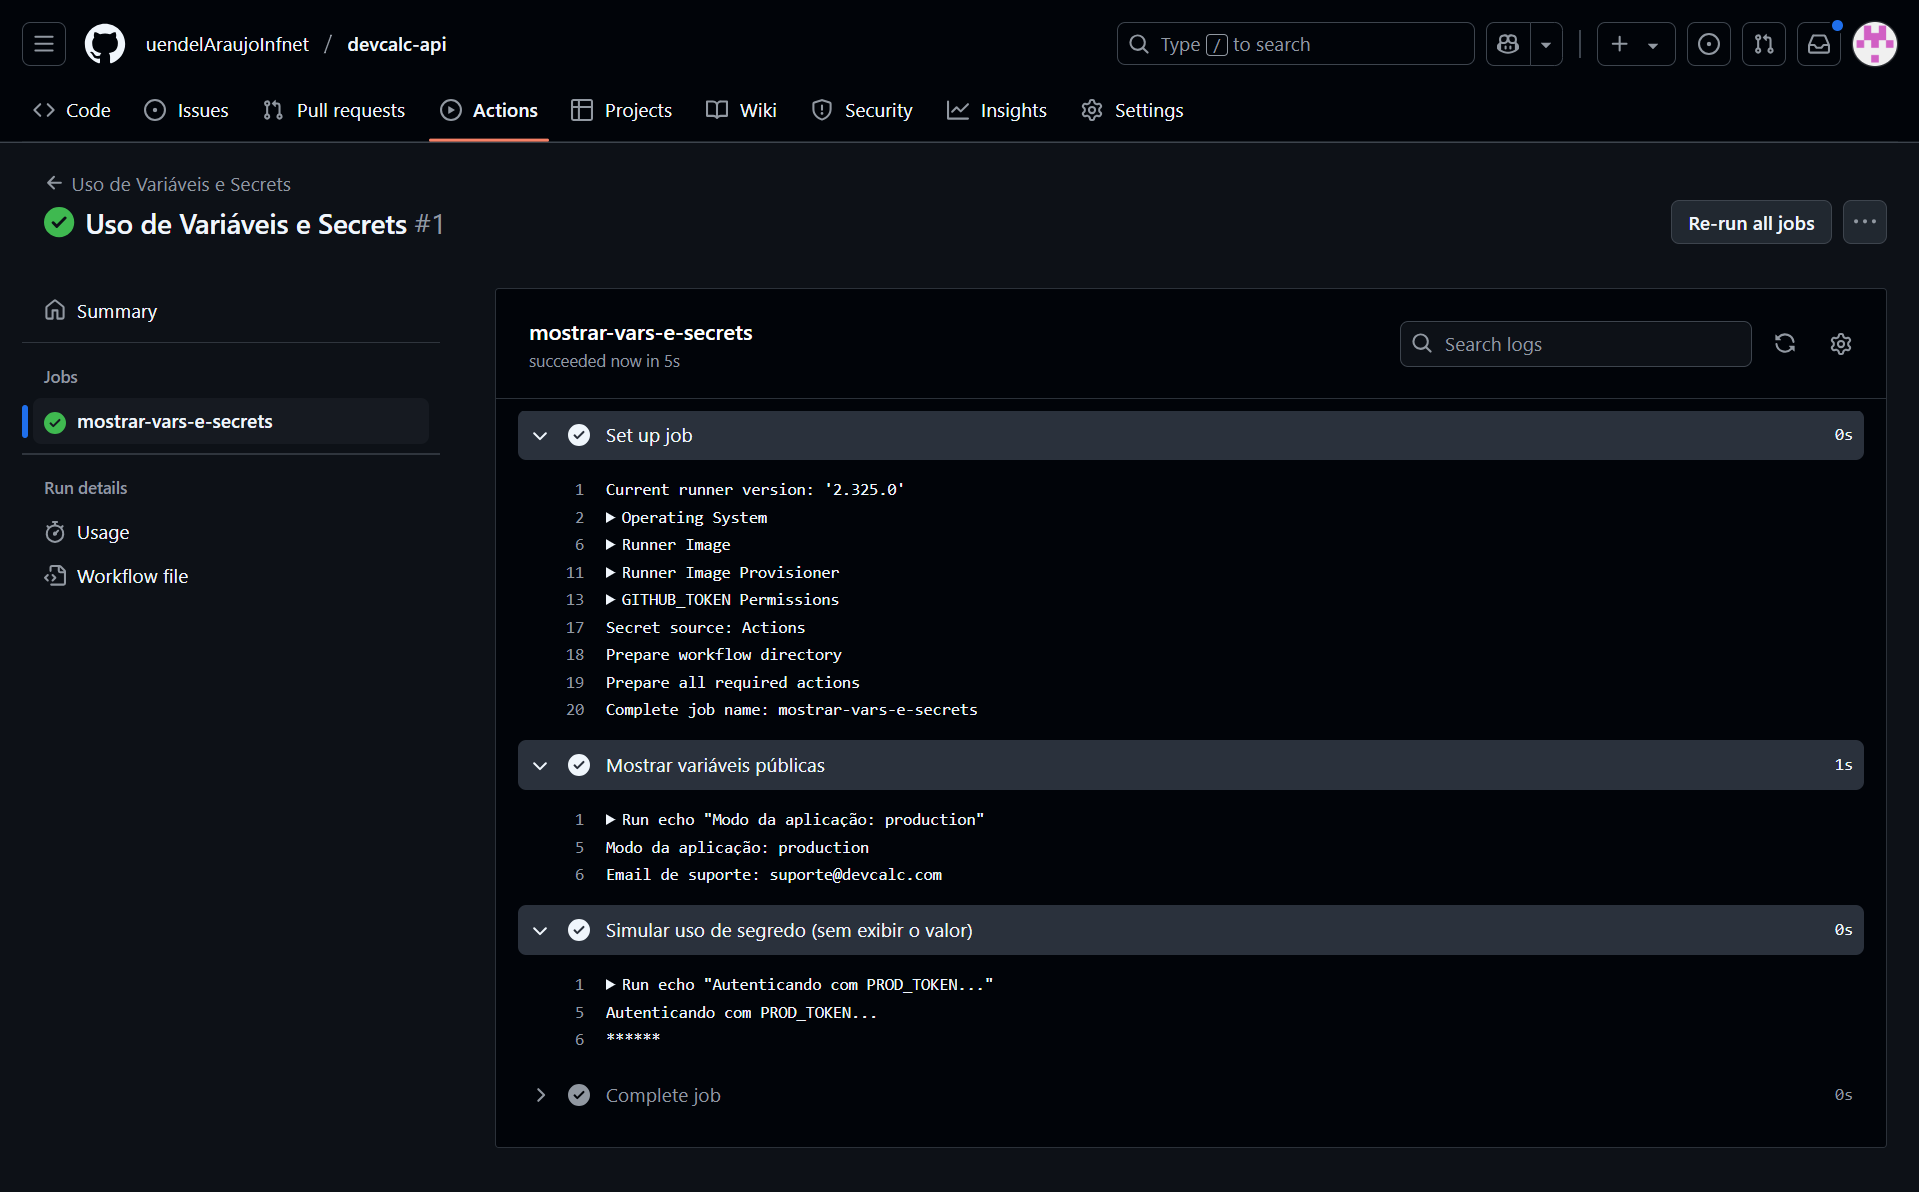 uendelAraujoInfnet / devcalc-api
Type / to search
Code
Issues
Pull requests
Actions
Projects
Wiki
Security
Insights
Settings
Uso de Variáveis e Secrets
Uso de Variáveis e Secrets #1
Re-run all jobs
Summary
Jobs
mostrar-vars-e-secrets
Run details
Usage
Workflow file
mostrar-vars-e-secrets
succeeded now in 5s
Search logs
Set up job 0s
1 Current runner version: '2.325.0'
2 Operating System
6 Runner Image
11 Runner Image Provisioner
13 GITHUB_TOKEN Permissions
17 Secret source: Actions
18 Prepare workflow directory
19 Prepare all required actions
20 Complete job name: mostrar-vars-e-secrets
Mostrar variáveis públicas 1s
1 Run echo "Modo da aplicação: production"
5 Modo da aplicação: production
6 Email de suporte: suporte@devcalc.com
Simular uso de segredo (sem exibir o valor) 0s
1 Run echo "Autenticando com PROD_TOKEN..."
5 Autenticando com PROD_TOKEN...
6 ******
Complete job 0s